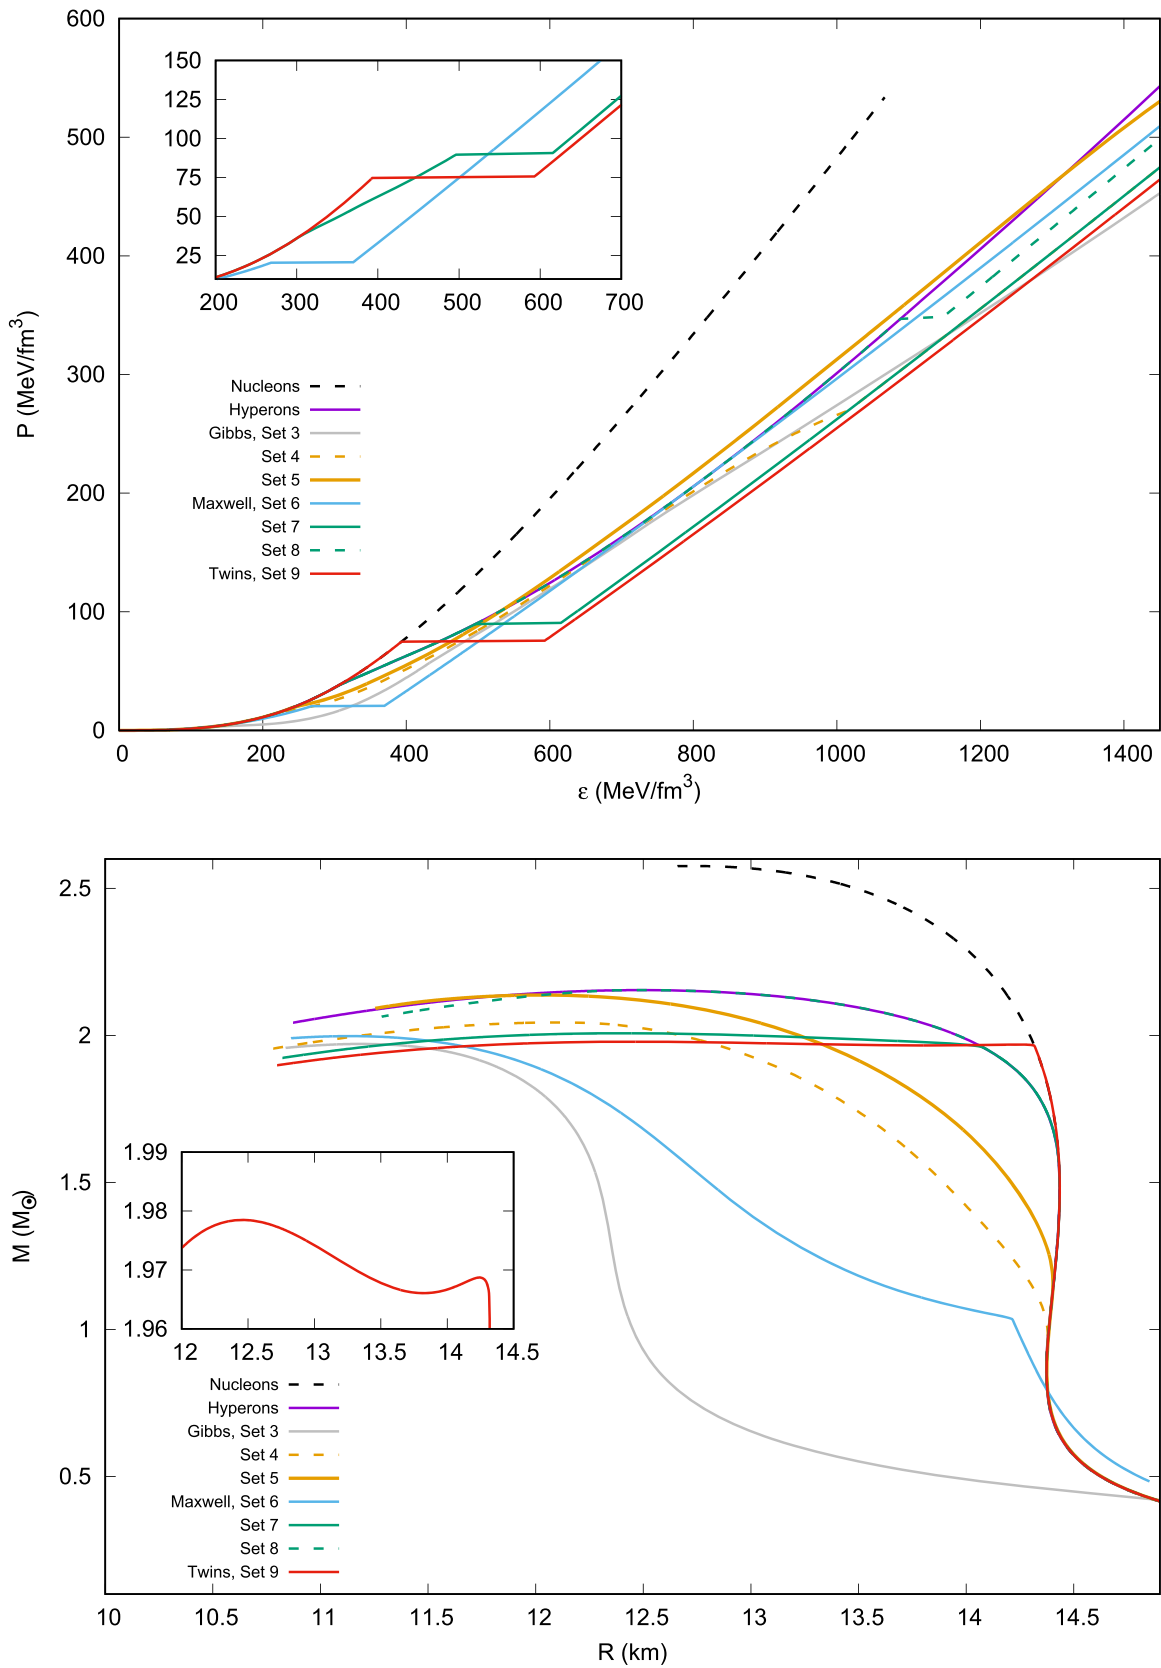 600
500
400
300
200
100
0
P (MeV/fm3)
150
125
100
75
50
25
200 300 400 500 600 700
Nucleons
Hyperons
Gibbs, Set 3
Set 4
Set 5
Maxwell, Set 6
Set 7
Set 8
Twins, Set 9
0 200 400 600 800 1000 1200 1400
ε (MeV/fm3)
2.5
2
1.5
1
0.5
M (M⊙)
1.99
1.98
1.97
1.96
12 12.5 13 13.5 14 14.5
Nucleons
Hyperons
Gibbs, Set 3
Set 4
Set 5
Maxwell, Set 6
Set 7
Set 8
Twins, Set 9
10 10.5 11 11.5 12 12.5 13 13.5 14 14.5
R (km)